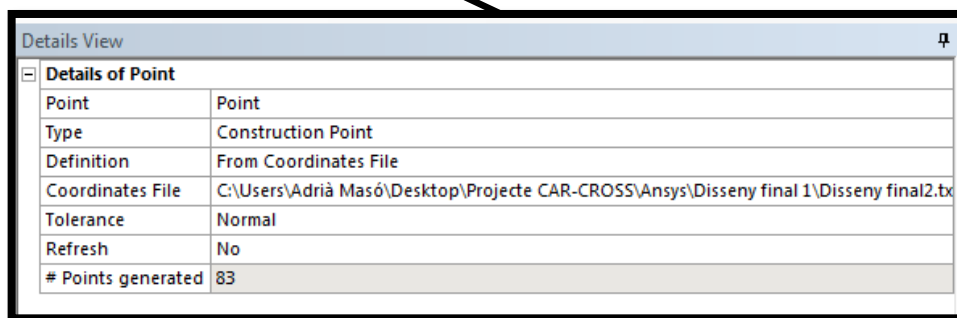 Details View
Details of Point
Point Point
Type Construction Point
Definition From Coordinates File
Coordinates File C:\Users\Adrià Masó\Desktop\Projecte CAR-CROSS\Ansys\Disseny final 1\Disseny final2.tx
Tolerance Normal
Refresh No
# Points generated 83